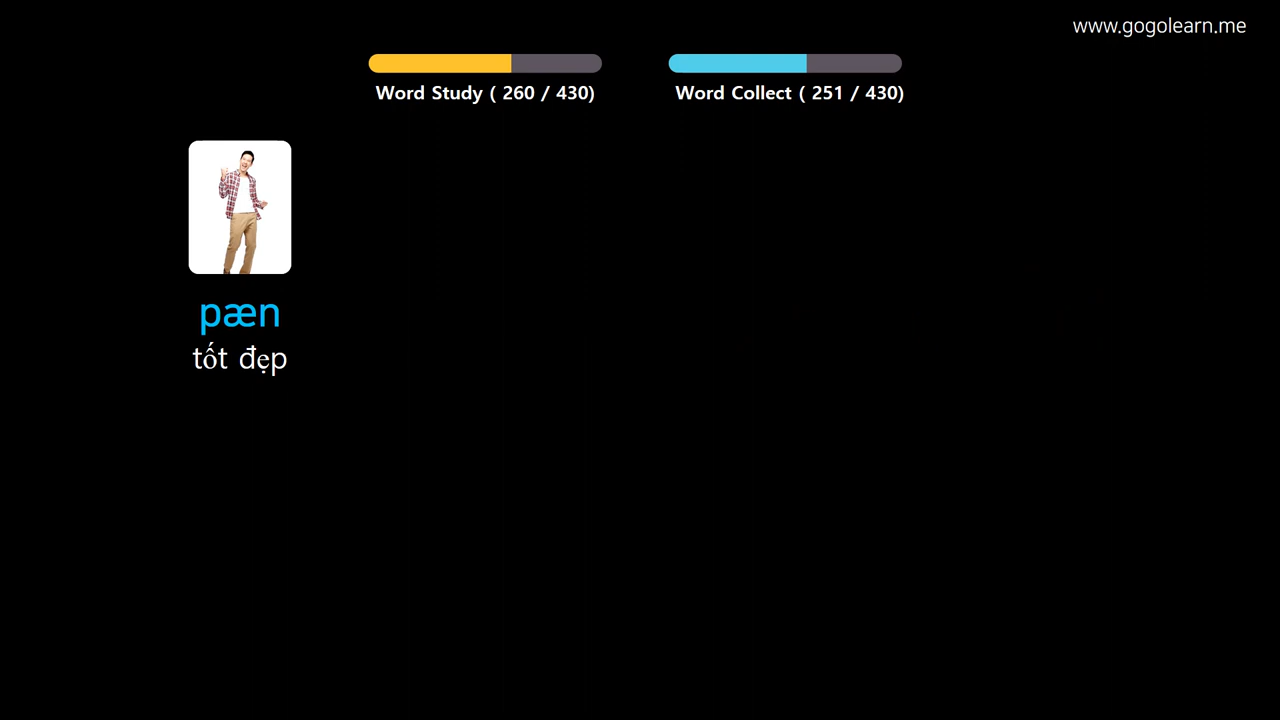 www.gogolearn.me
Word Study ( 260 / 430)
Word Collect ( 251 / 430)
pæn
tốt đẹp